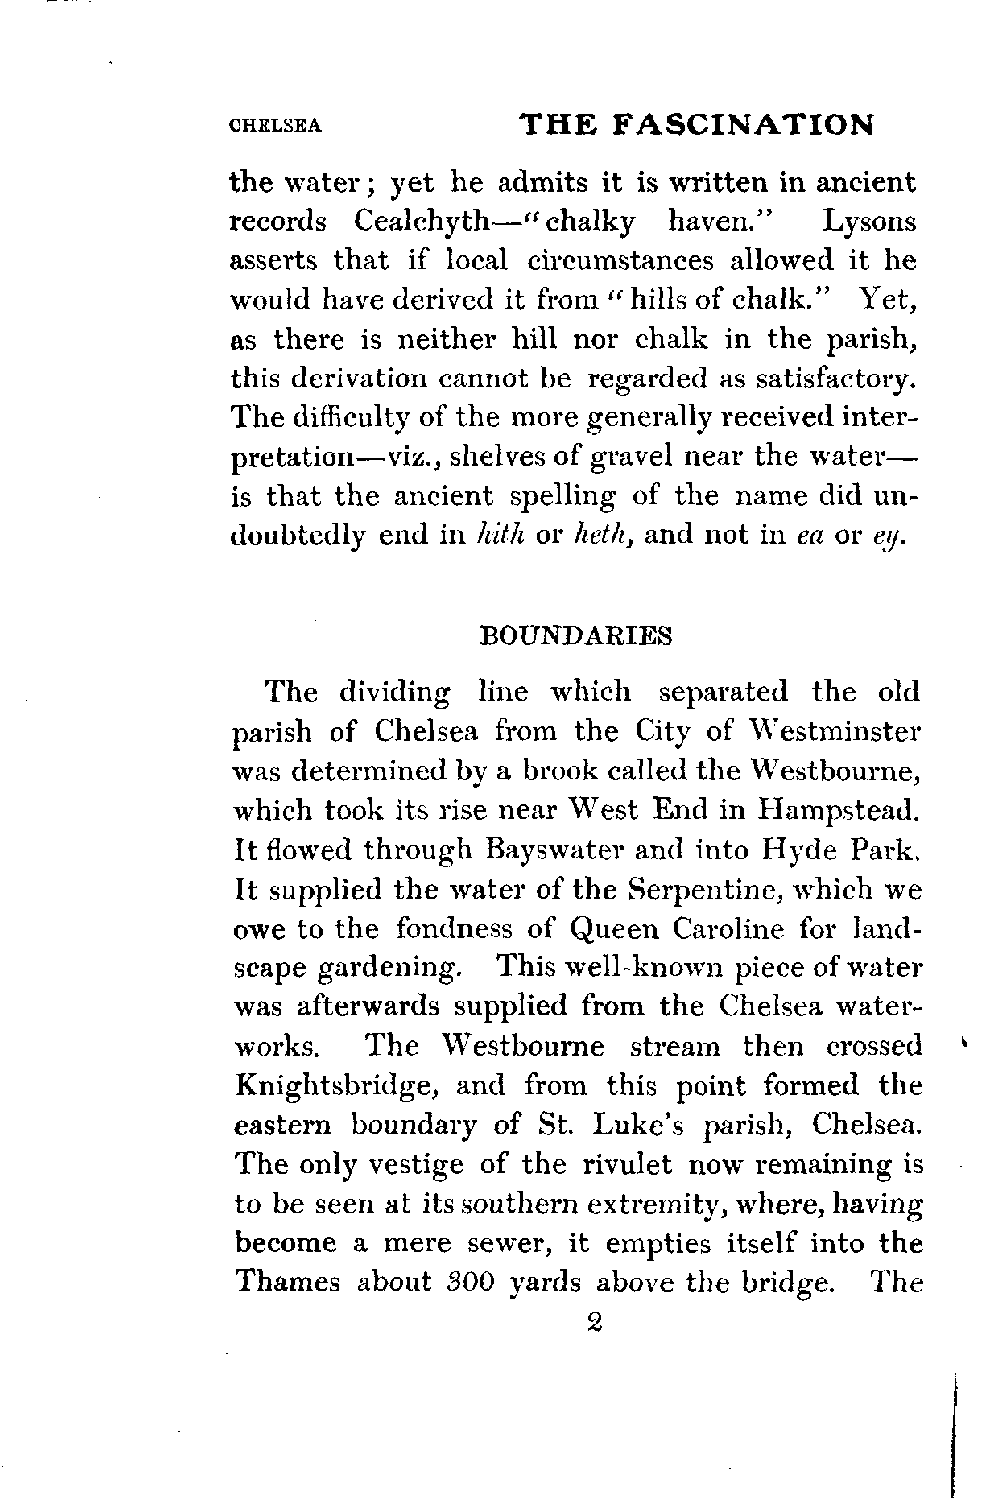 CHELSEA THE FASCINATION
the water; yet he admits it is written in ancient
records Cealchyth—"chalky haven." Lysons
asserts that if local circumstances allowed it he
would have derived it from "hills of chalk." Yet,
as there is neither hill nor chalk in the parish,
this derivation cannot be regarded as satisfactory.
The difficulty of the more generally received inter-
pretation—viz., shelves of gravel near the water—
is that the ancient spelling of the name did un-
doubtedly end in hith or heth, and not in ea or ey.
BOUNDARIES
The dividing line which separated the old
parish of Chelsea from the City of Westminster
was determined by a brook called the Westbourne,
which took its rise near West End in Hampstead.
It flowed through Bayswater and into Hyde Park.
It supplied the water of the Serpentine, which we
owe to the fondness of Queen Caroline for land-
scape gardening. This well-known piece of water
was afterwards supplied from the Chelsea water-
works. The Westbourne stream then crossed
Knightsbridge, and from this point formed the
eastern boundary of St. Luke's parish, Chelsea.
The only vestige of the rivulet now remaining is
to be seen at its southern extremity, where, having
become a mere sewer, it empties itself into the
Thames about 300 yards above the bridge. The
2